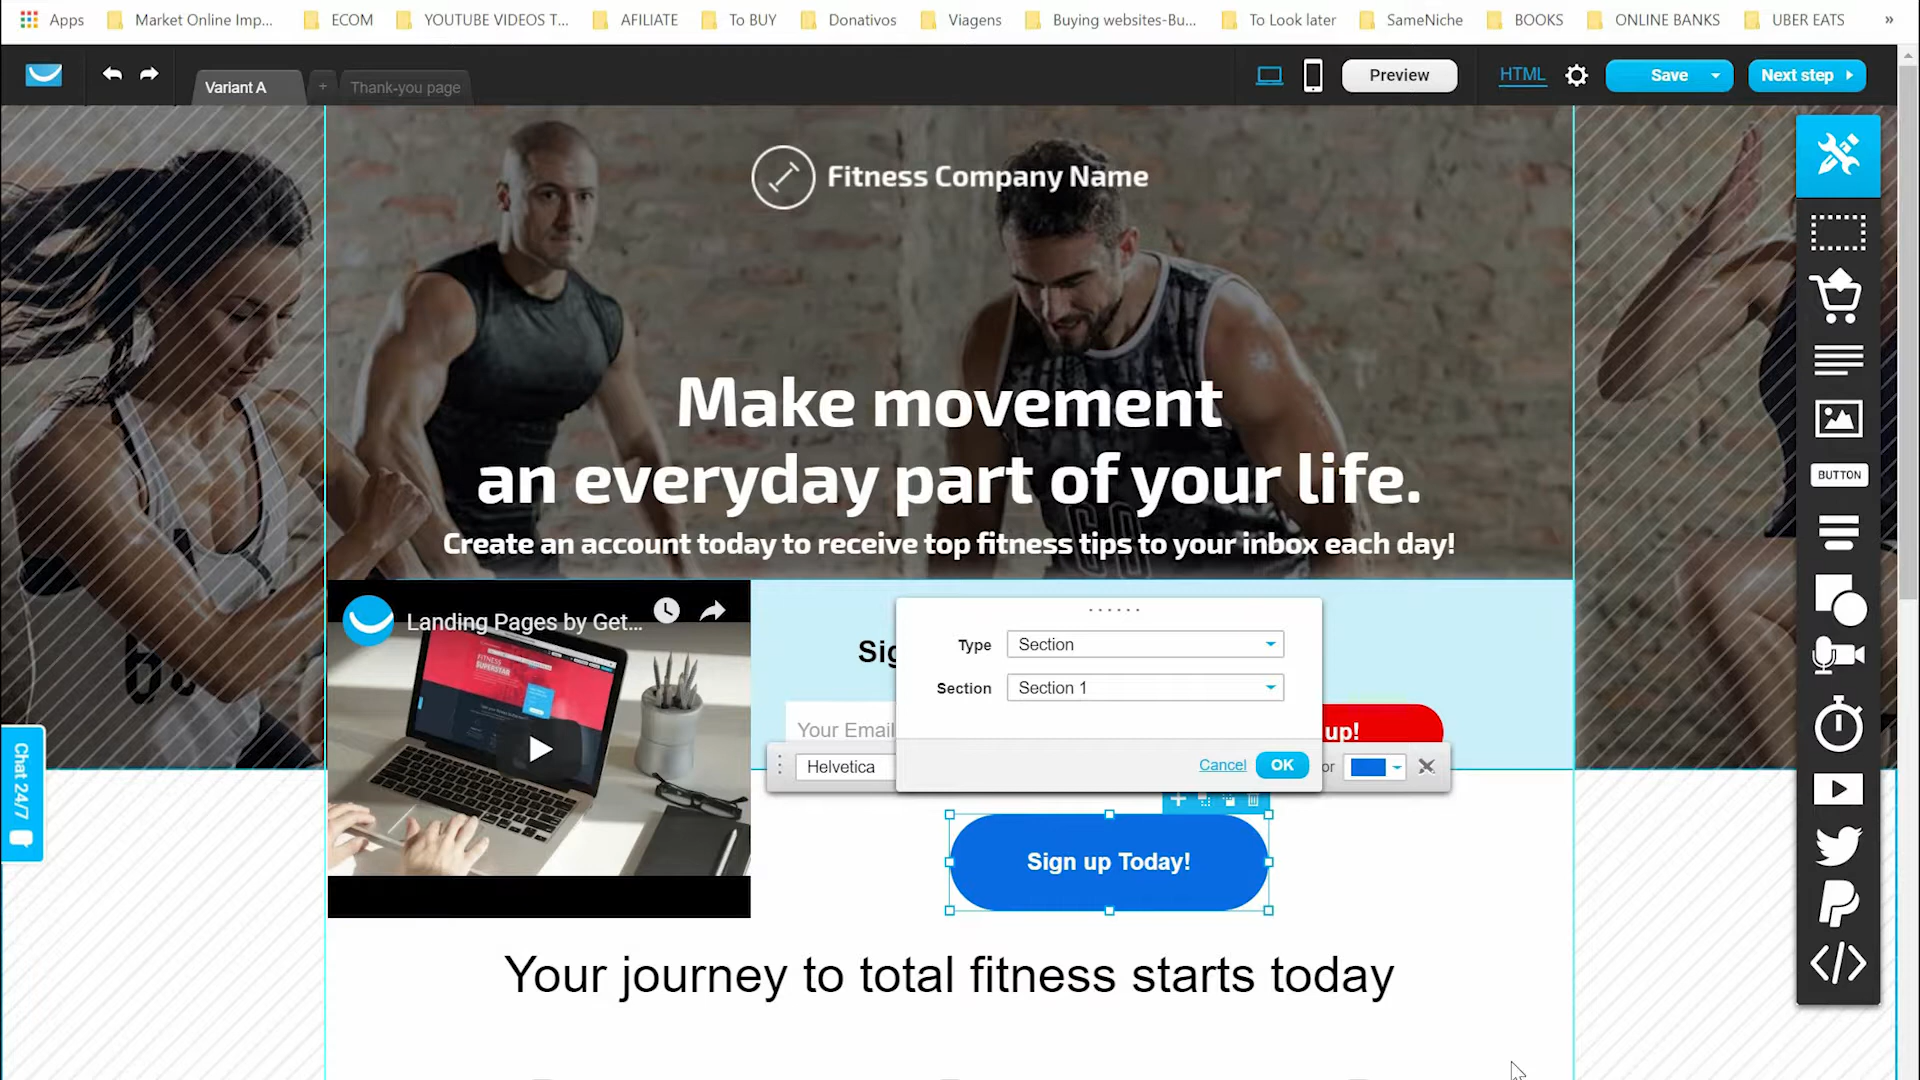 Apps
Market Online Imp...
ECOM
YOUTUBE VIDEOS T...
AFILIATE
To BUY
Donativos
Viagens
Buying websites-Bu...
To Look later
SameNiche
BOOKS
ONLINE BANKS
UBER EATS
»
Variant A
+
Thank-you page
Preview
HTML
Save
Next step
Fitness Company Name
Make movement
an everyday part of your life.
Create an account today to receive top fitness tips to your inbox each day!
BUTTON
Landing Pages by Get...
FITNESS
SUPERSTAR
Type
Section
Section
Section 1
Your Email
up!
Cancel
OK
Helvetica
Chat 24/7
Sign up Today!
Your journey to total fitness starts today